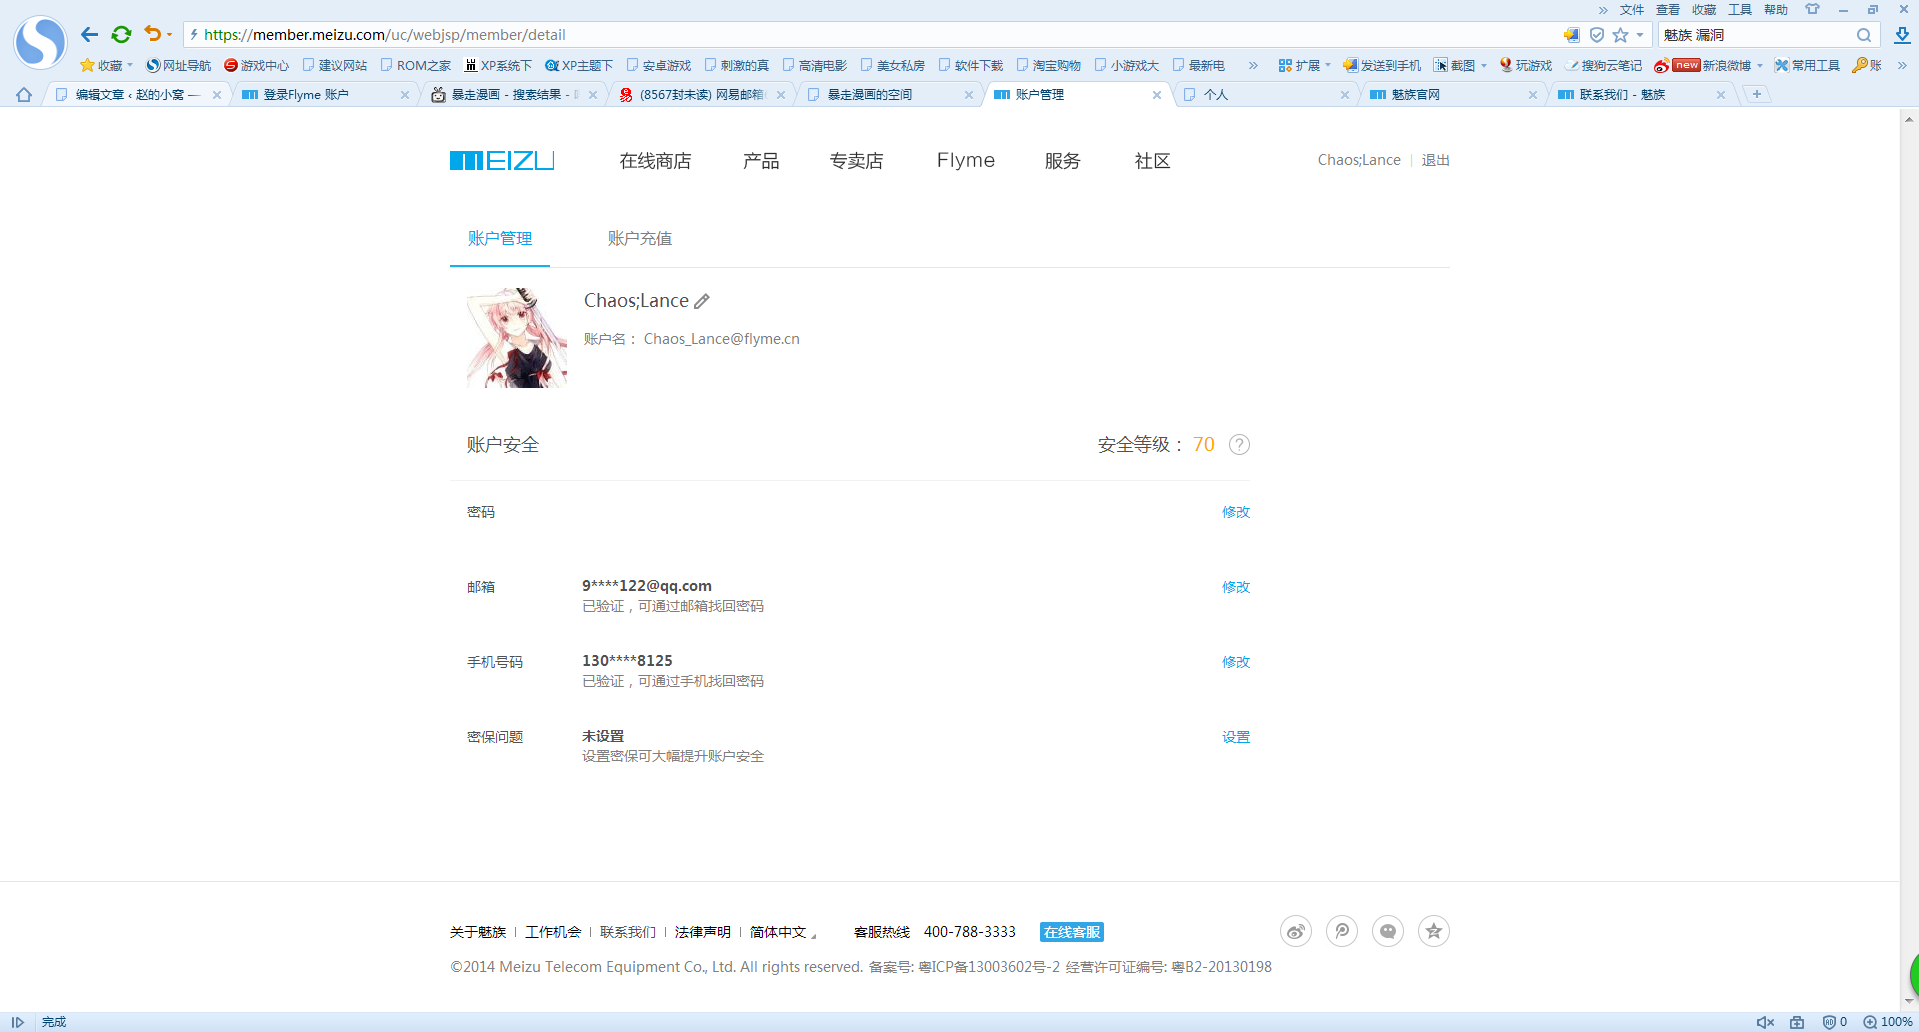 » 文件 查看 收藏 工具 帮助
https://member.meizu.com/uc/webjsp/member/detail
魅族 漏洞
收藏 网址导航 游戏中心 建议网站 ROM之家 XP系统下 XP主题下 安卓游戏 刺激的真 高清电影 美女私房 软件下载 淘宝购物 小游戏大 最新电 » 扩展 发送到手机 截图 玩游戏 搜狗云笔记 new 新浪微博 常用工具 账 »
编辑文章 ‹ 赵的小窝 — 登录Flyme 账户 暴走漫画 - 搜索结果 - (8567封未读) 网易邮箱 暴走漫画的空间 账户管理 个人 魅族官网 联系我们 - 魅族
MEIZU 在线商店 产品 专卖店 Flyme 服务 社区 Chaos;Lance | 退出
账户管理 账户充值
Chaos;Lance
账户名： Chaos_Lance@flyme.cn
账户安全 安全等级： 70 ?
密码 修改
邮箱 9****122@qq.com 修改
已验证，可通过邮箱找回密码
手机号码 130****8125 修改
已验证，可通过手机找回密码
密保问题 未设置 设置
设置密保可大幅提升账户安全
关于魅族 | 工作机会 | 联系我们 | 法律声明 | 简体中文 客服热线 400-788-3333 在线客服
©2014 Meizu Telecom Equipment Co., Ltd. All rights reserved. 备案号: 粤ICP备13003602号-2 经营许可证编号: 粤B2-20130198
完成 0 100%